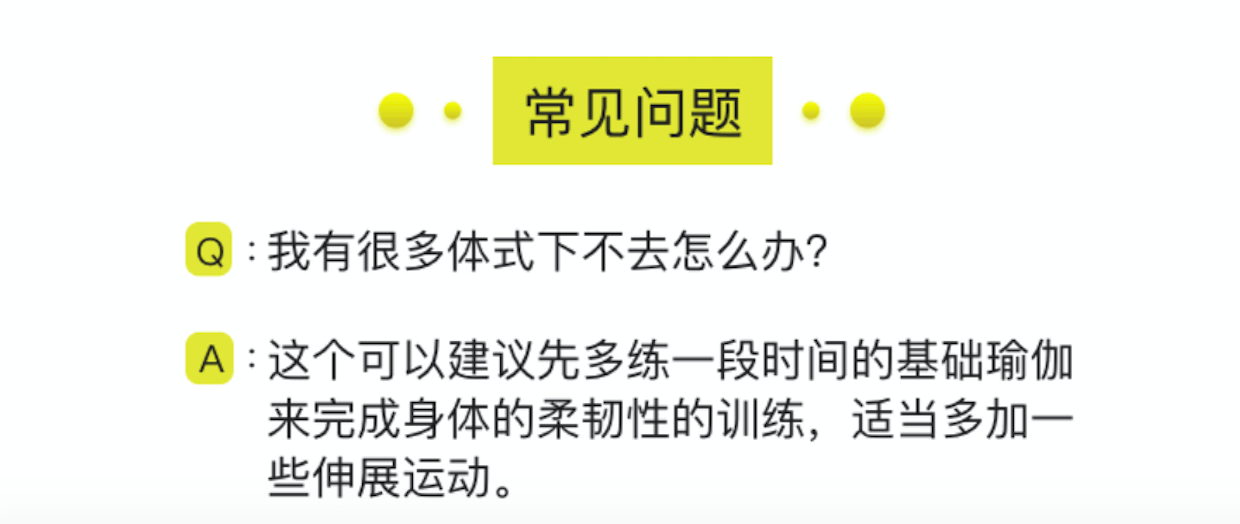 常见问题
Q:我有很多体式下不去怎么办?
A:这个可以建议先多练一段时间的基础瑜伽
来完成身体的柔韧性的训练，适当多加一
些伸展运动。